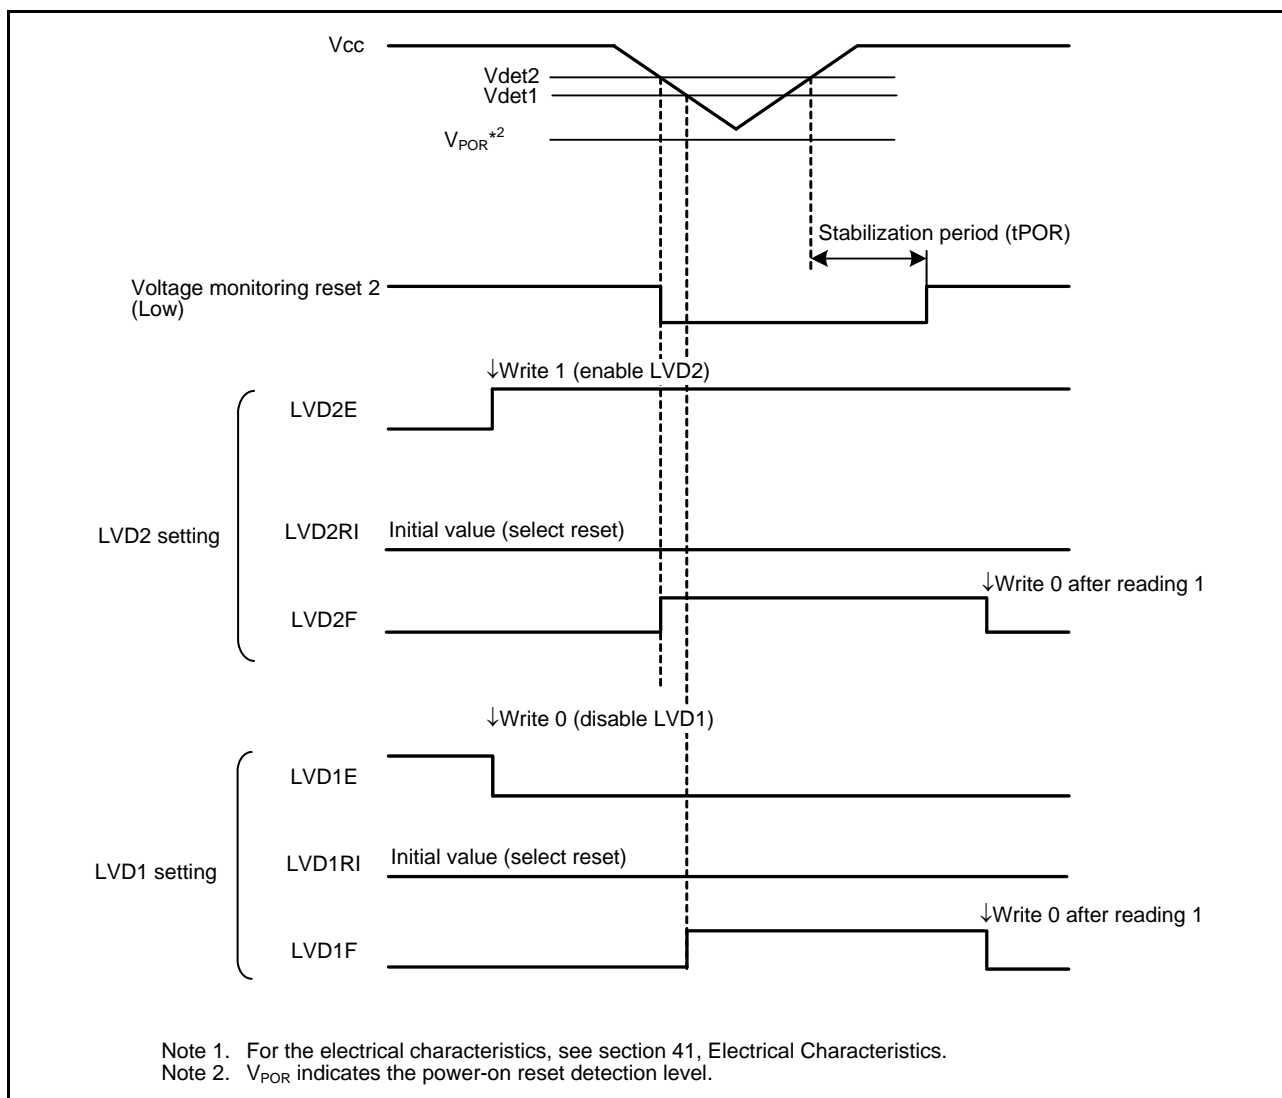 Vcc
Vdet2
Vdet1
VPOR*2
Stabilization period (tPOR)
Voltage monitoring reset 2
(Low)
↓Write 1 (enable LVD2)
LVD2E
LVD2 setting
LVD2RI
Initial value (select reset)
↓Write 0 after reading 1
LVD2F
↓Write 0 (disable LVD1)
LVD1E
LVD1 setting
LVD1RI
Initial value (select reset)
↓Write 0 after reading 1
LVD1F
Note 1. For the electrical characteristics, see section 41, Electrical Characteristics.
Note 2. VPOR indicates the power-on reset detection level.